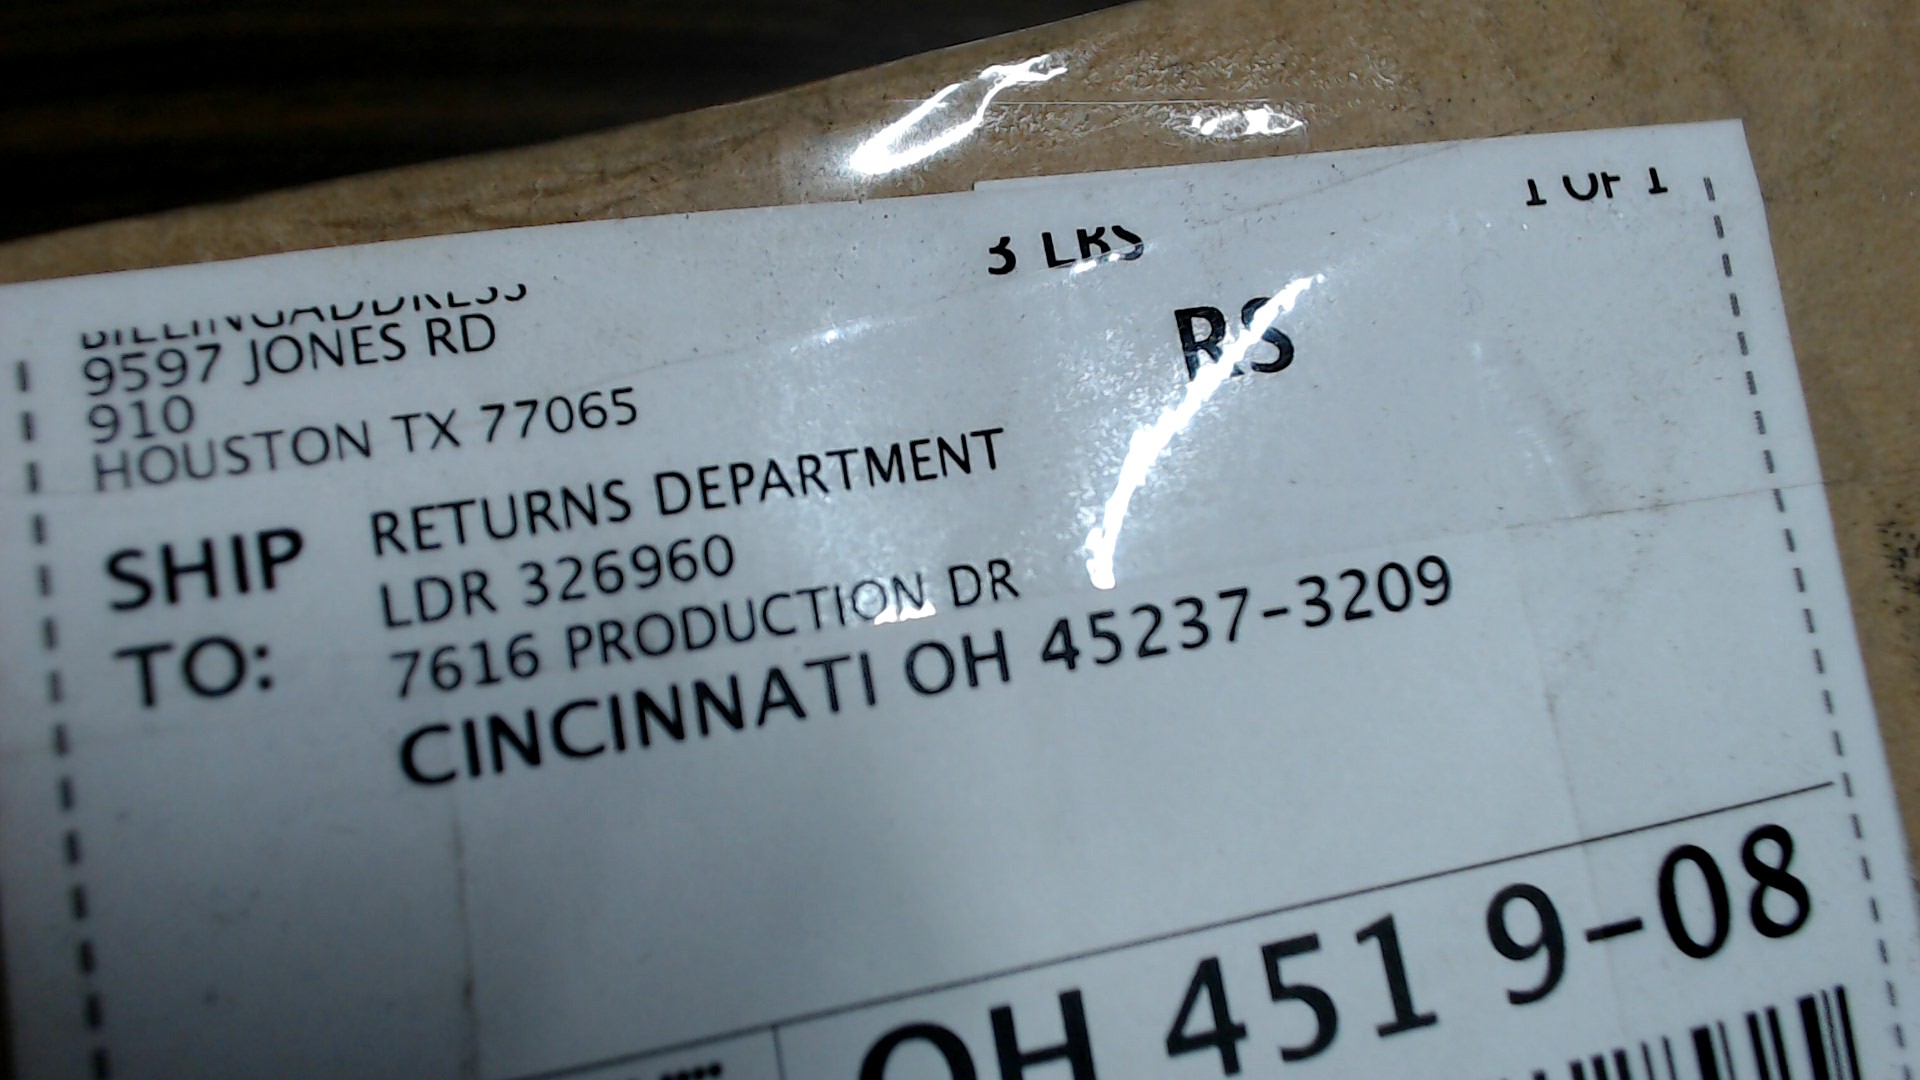 BILLINGADDRESS
9597 JONES RD
910
HOUSTON TX 77065
3 LBS
1 OF 1
RS
SHIP TO:
RETURNS DEPARTMENT
LDR 326960
7616 PRODUCTION DR
CINCINNATI OH 45237-3209
OH 451 9-08